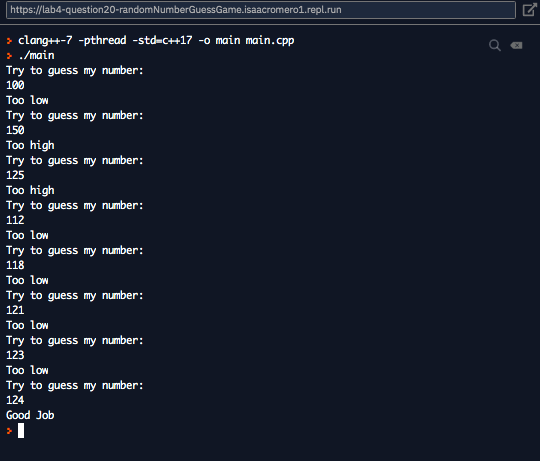 https://lab4-question20-randomNumberGuessGame.isaacromero1.repl.run
> clang++-7 -pthread -std=c++17 -o main main.cpp
> ./main
Try to guess my number:
100
Too low
Try to guess my number:
150
Too high
Try to guess my number:
125
Too high
Try to guess my number:
112
Too low
Try to guess my number:
118
Too low
Try to guess my number:
121
Too low
Try to guess my number:
123
Too low
Try to guess my number:
124
Good Job
>